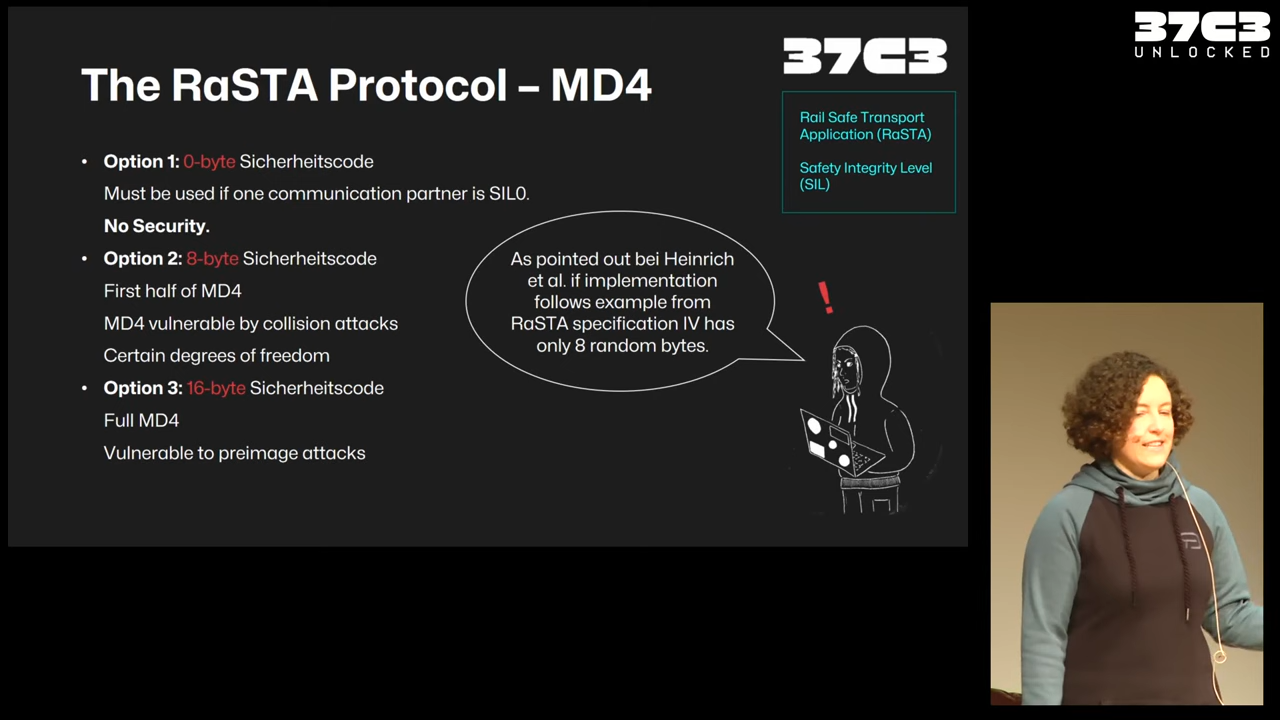 The RaSTA Protocol – MD4
37C3
Rail Safe Transport
Application (RaSTA)
Safety Integrity Level
(SIL)
• Option 1: 0-byte Sicherheitscode
Must be used if one communication partner is SIL0.
No Security.
• Option 2: 8-byte Sicherheitscode
First half of MD4
MD4 vulnerable by collision attacks
Certain degrees of freedom
• Option 3: 16-byte Sicherheitscode
Full MD4
Vulnerable to preimage attacks
As pointed out bei Heinrich
et al. if implementation
follows example from
RaSTA specification IV has
only 8 random bytes.
!
37C3
UNLOCKED